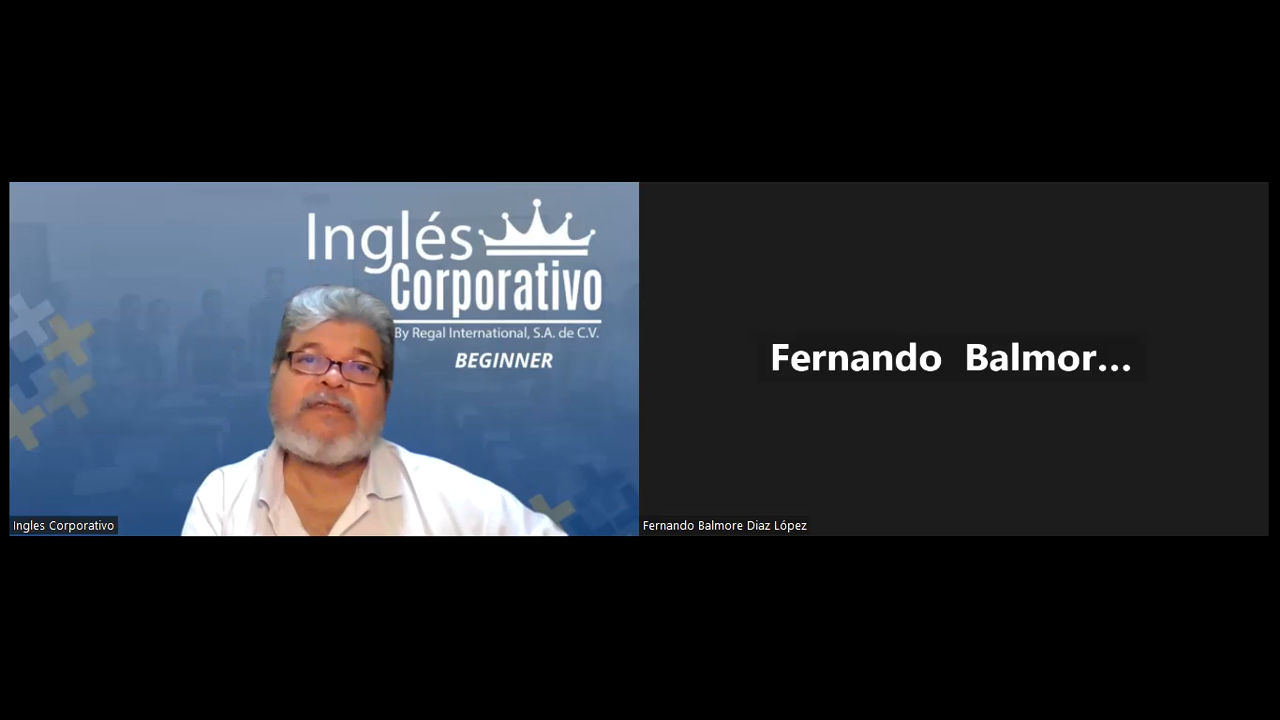 Inglés
Corporativo
By Regal International, S.A. de C.V.
BEGINNER
Ingles Corporativo
Fernando Balmor...
Fernando Balmore Diaz López